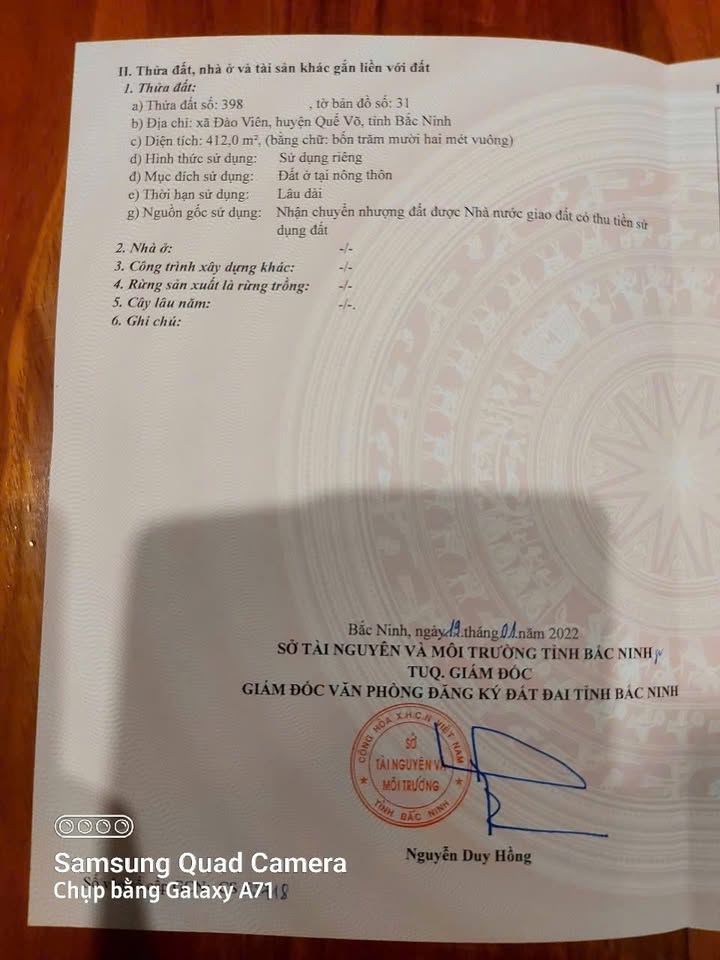 II. Thửa đất, nhà ở và tài sản khác gắn liền với đất
1. Thửa đất:
a) Thửa đất số: 398 , tờ bản đồ số: 31
b) Địa chỉ: xã Đào Viên, huyện Quế Võ, tỉnh Bắc Ninh
c) Diện tích: 412,0 m², (bằng chữ: bốn trăm mười hai mét vuông)
d) Hình thức sử dụng: Sử dụng riêng
đ) Mục đích sử dụng: Đất ở tại nông thôn
e) Thời hạn sử dụng: Lâu dài
g) Nguồn gốc sử dụng: Nhận chuyển nhượng đất được Nhà nước giao đất có thu tiền sử
dụng đất
2. Nhà ở: -/-
3. Công trình xây dựng khác: -/-
4. Rừng sản xuất là rừng trồng: -/-
5. Cây lâu năm: -/-.
6. Ghi chú:
Bắc Ninh, ngày 19 tháng 01 năm 2022
SỞ TÀI NGUYÊN VÀ MÔI TRƯỜNG TỈNH BẮC NINH
TUQ. GIÁM ĐỐC
GIÁM ĐỐC VĂN PHÒNG ĐĂNG KÝ ĐẤT ĐAI TỈNH BẮC NINH
CỘNG HÒA X.H.C.N VIỆT NAM
SỞ
TÀI NGUYÊN VÀ
MÔI TRƯỜNG
TỈNH BẮC NINH
Nguyễn Duy Hồng
Samsung Quad Camera
Chụp bằng Galaxy A71